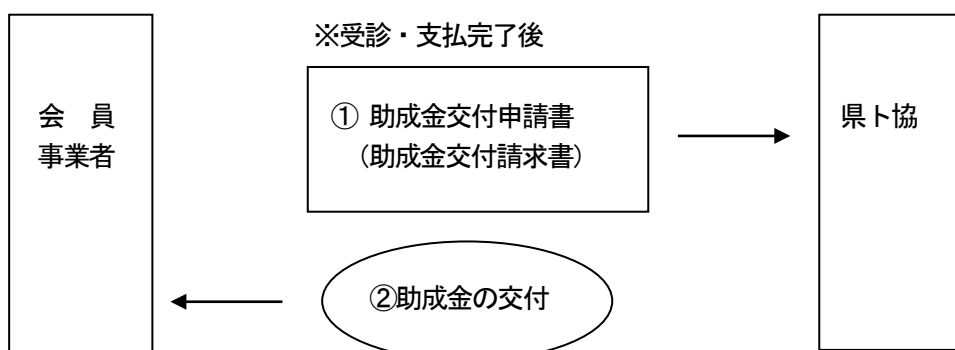 ※受診・支払完了後
会　員
事業者
① 助成金交付申請書
（助成金交付請求書）
県ト協
②助成金の交付